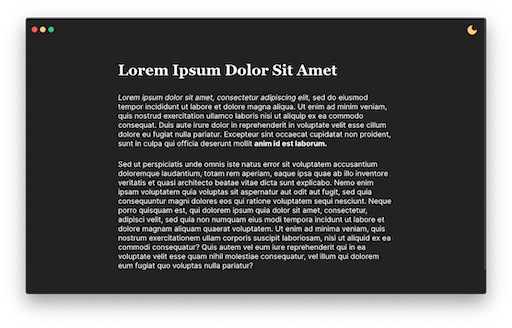 Lorem Ipsum Dolor Sit Amet
Lorem ipsum dolor sit amet, consectetur adipiscing elit, sed do eiusmod
tempor incididunt ut labore et dolore magna aliqua. Ut enim ad minim veniam,
quis nostrud exercitation ullamco laboris nisi ut aliquip ex ea commodo
consequat. Duis aute irure dolor in reprehenderit in voluptate velit esse cillum
dolore eu fugiat nulla pariatur. Excepteur sint occaecat cupidatat non proident,
sunt in culpa qui officia deserunt mollit anim id est laborum.
Sed ut perspiciatis unde omnis iste natus error sit voluptatem accusantium
doloremque laudantium, totam rem aperiam, eaque ipsa quae ab illo inventore
veritatis et quasi architecto beatae vitae dicta sunt explicabo. Nemo enim
ipsam voluptatem quia voluptas sit aspernatur aut odit aut fugit, sed quia
consequuntur magni dolores eos qui ratione voluptatem sequi nesciunt. Neque
porro quisquam est, qui dolorem ipsum quia dolor sit amet, consectetur,
adipisci velit, sed quia non numquam eius modi tempora incidunt ut labore et
dolore magnam aliquam quaerat voluptatem. Ut enim ad minima veniam, quis
nostrum exercitationem ullam corporis suscipit laboriosam, nisi ut aliquid ex ea
commodi consequatur? Quis autem vel eum iure reprehenderit qui in ea
voluptate velit esse quam nihil molestiae consequatur, vel illum qui dolorem
eum fugiat quo voluptas nulla pariatur?